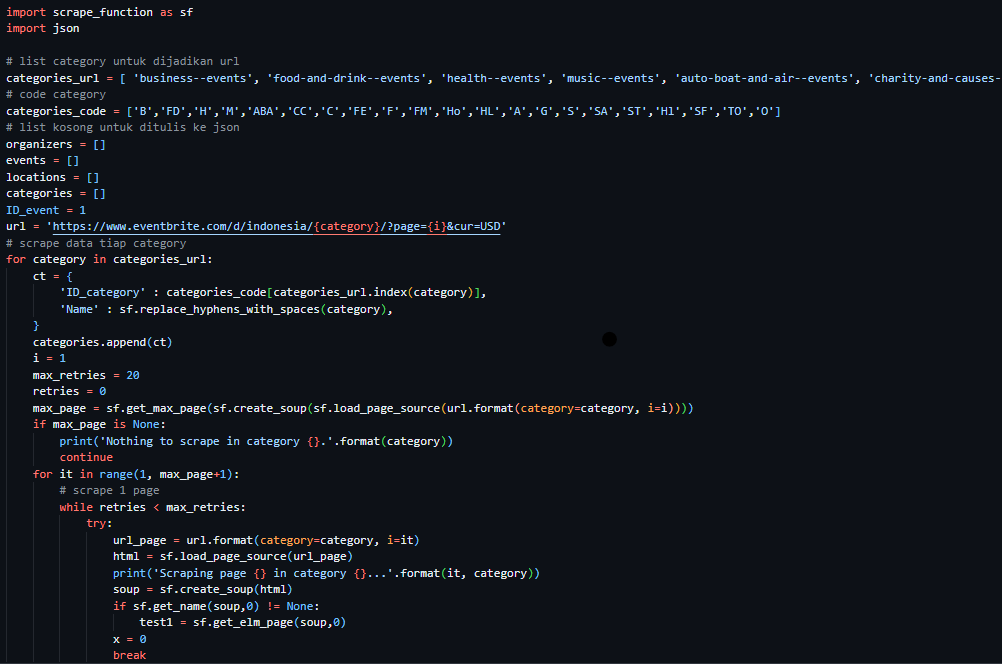 import scrape_function as sf
import json
# list category untuk dijadikan url
categories_url = [ 'business--events', 'food-and-drink--events', 'health--events', 'music--events', 'auto-boat-and-air--events', 'charity-and-causes-
# code category
categories_code = ['B','FD','H','M','ABA','CC','C','FE','F','FM','Ho','HL','A','G','S','SA','ST','Hl','SF','TO','O']
# list kosong untuk ditulis ke json
organizers = []
events = []
locations = []
categories = []
ID_event = 1
url = 'https://www.eventbrite.com/d/indonesia/{category}/?page={i}&cur=USD'
# scrape data tiap category
for category in categories_url:
    ct = {
        'ID_category' : categories_code[categories_url.index(category)],
        'Name' : sf.replace_hyphens_with_spaces(category),
    }
    categories.append(ct)
    i = 1
    max_retries = 20
    retries = 0
    max_page = sf.get_max_page(sf.create_soup(sf.load_page_source(url.format(category=category, i=i))))
    if max_page is None:
        print('Nothing to scrape in category {}.'.format(category))
        continue
    for it in range(1, max_page+1):
        # scrape 1 page
        while retries < max_retries:
            try:
                url_page = url.format(category=category, i=it)
                html = sf.load_page_source(url_page)
                print('Scraping page {} in category {}...'.format(it, category))
                soup = sf.create_soup(html)
                if sf.get_name(soup,0) != None:
                    test1 = sf.get_elm_page(soup,0)
                x = 0
                break